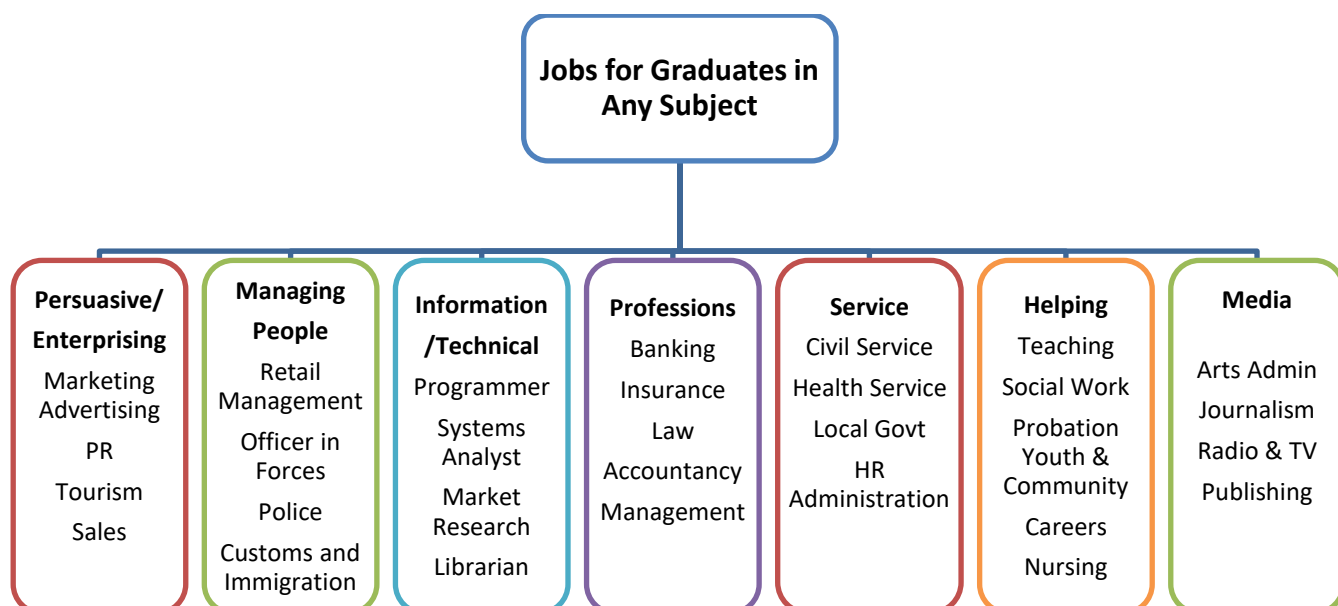 Jobs for Graduates in
Any Subject
Persuasive/
Enterprising
Marketing
Advertising
PR
Tourism
Sales
Managing
People
Retail
Management
Officer in
Forces
Police
Customs and
Immigration
Information
/Technical
Programmer
Systems
Analyst
Market
Research
Librarian
Professions
Banking
Insurance
Law
Accountancy
Management
Service
Civil Service
Health Service
Local Govt
HR
Administration
Helping
Teaching
Social Work
Probation
Youth &
Community
Careers
Nursing
Media
Arts Admin
Journalism
Radio & TV
Publishing